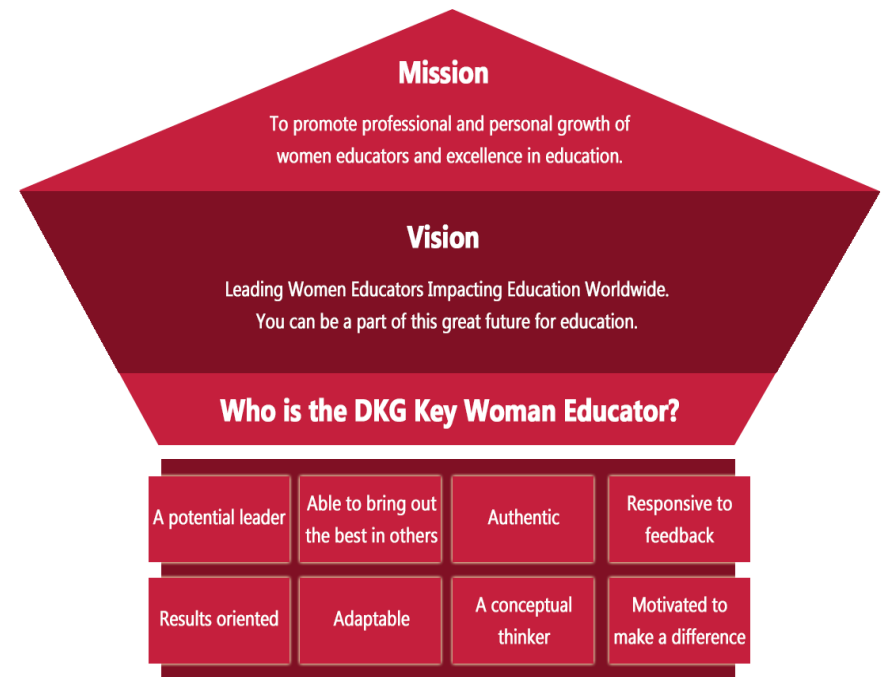 Mission
To promote professional and personal growth of
women educators and excellence in education.
Vision
Leading Women Educators Impacting Education Worldwide.
You can be a part of this great future for education.
Who is the DKG Key Woman Educator?
A potential leader
Able to bring out
the best in others
Authentic
Responsive to
feedback
Results oriented
Adaptable
A conceptual
thinker
Motivated to
make a difference